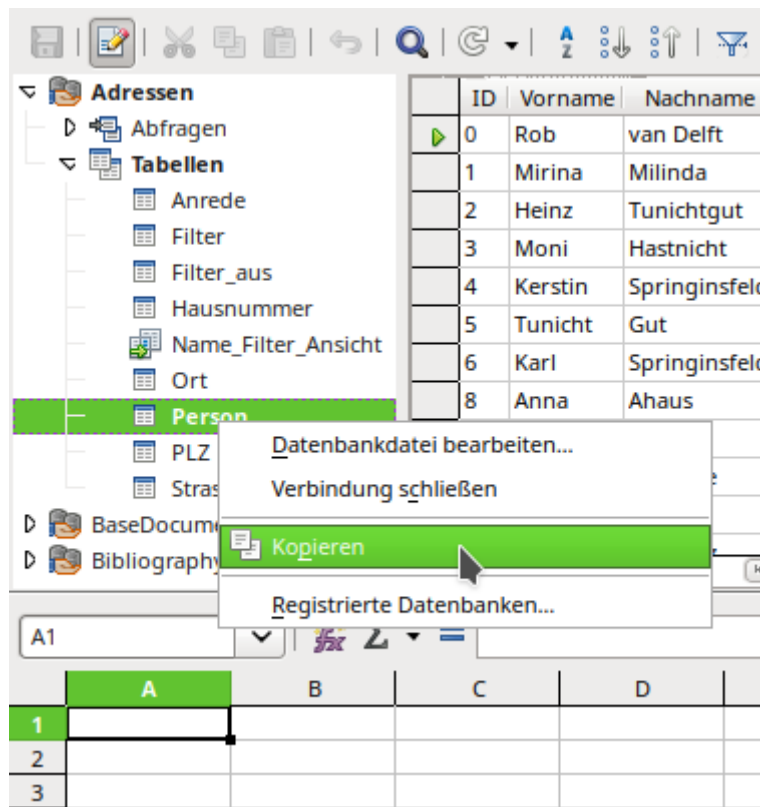 Adressen
Abfragen
Tabellen
Anrede
Filter
Filter_aus
Hausnummer
Name_Filter_Ansicht
Ort
Person
PLZ
Stras
BaseDocume
Bibliography
ID Vorname Nachname
0 Rob van Delft
1 Mirina Milinda
2 Heinz Tunichtgut
3 Moni Hastnicht
4 Kerstin Springinsfeld
5 Tunicht Gut
6 Karl Springinsfeld
8 Anna Ahaus
Datenbankdatei bearbeiten...
Verbindung schließen
Kopieren
Registrierte Datenbanken...
A1
A B C D
1
2
3